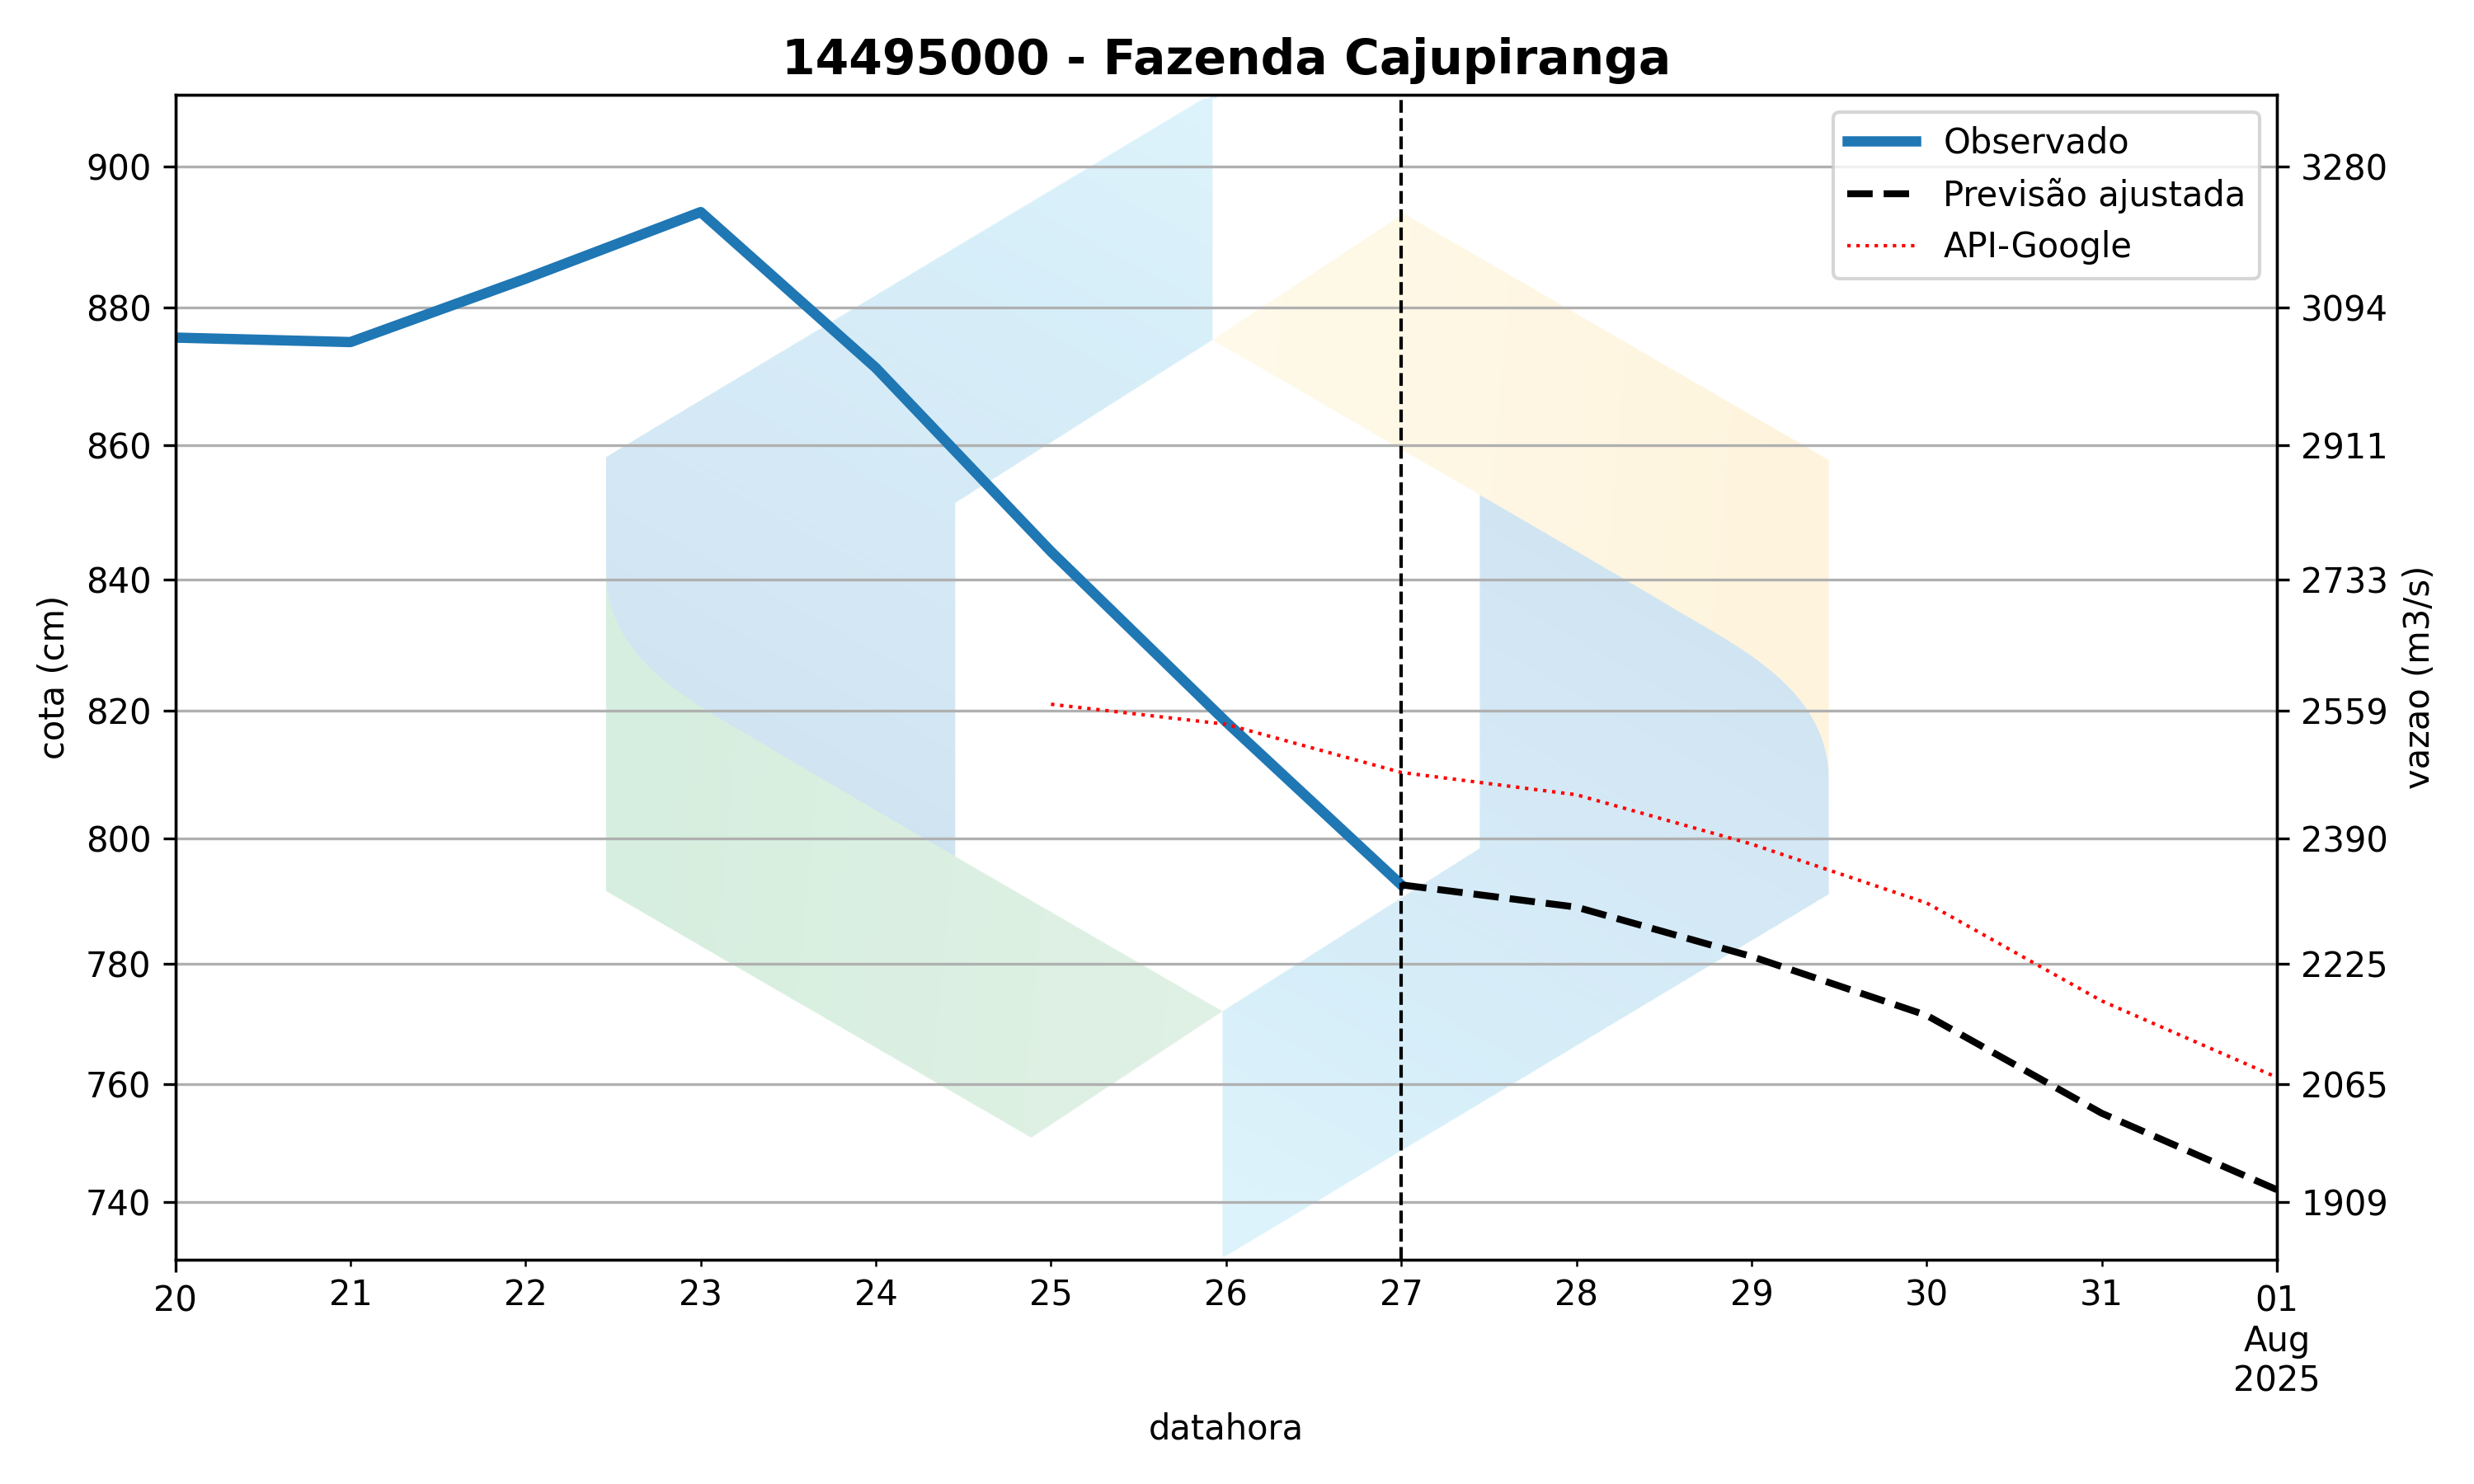 14495000 - Fazenda Cajupiranga
Observado
Previsão ajustada
API-Google
cota (cm)
900
880
860
840
820
800
780
760
740
vazao (m3/s)
3280
3094
2911
2733
2559
2390
2225
2065
1909
20 21 22 23 24 25 26 27 28 29 30 31 01
Aug
2025
datahora